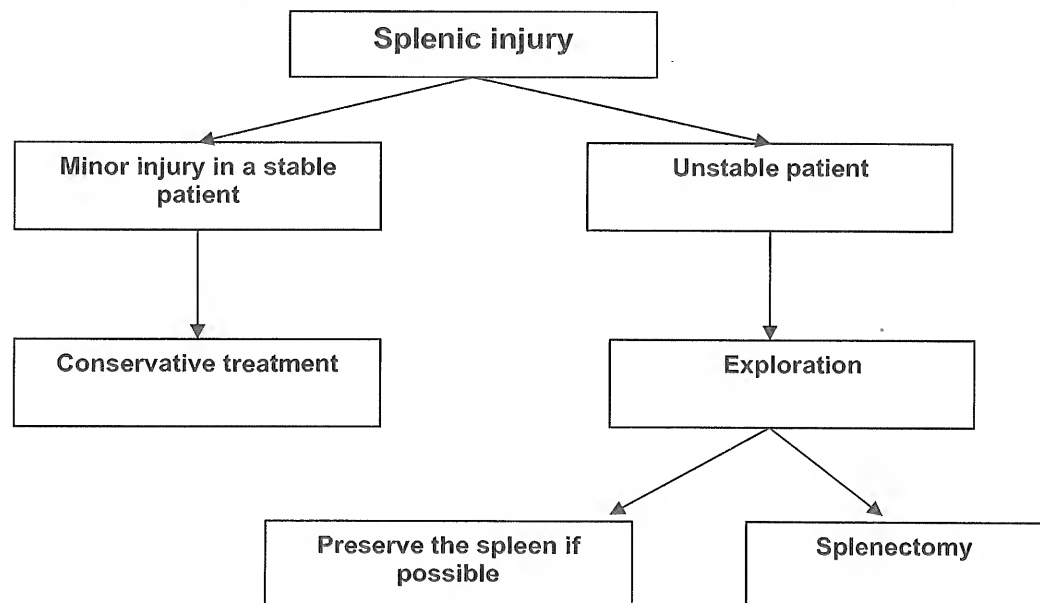 Splenic injury
Minor injury in a stable
patient
Unstable patient
Conservative treatment
Exploration
Preserve the spleen if
possible
Splenectomy